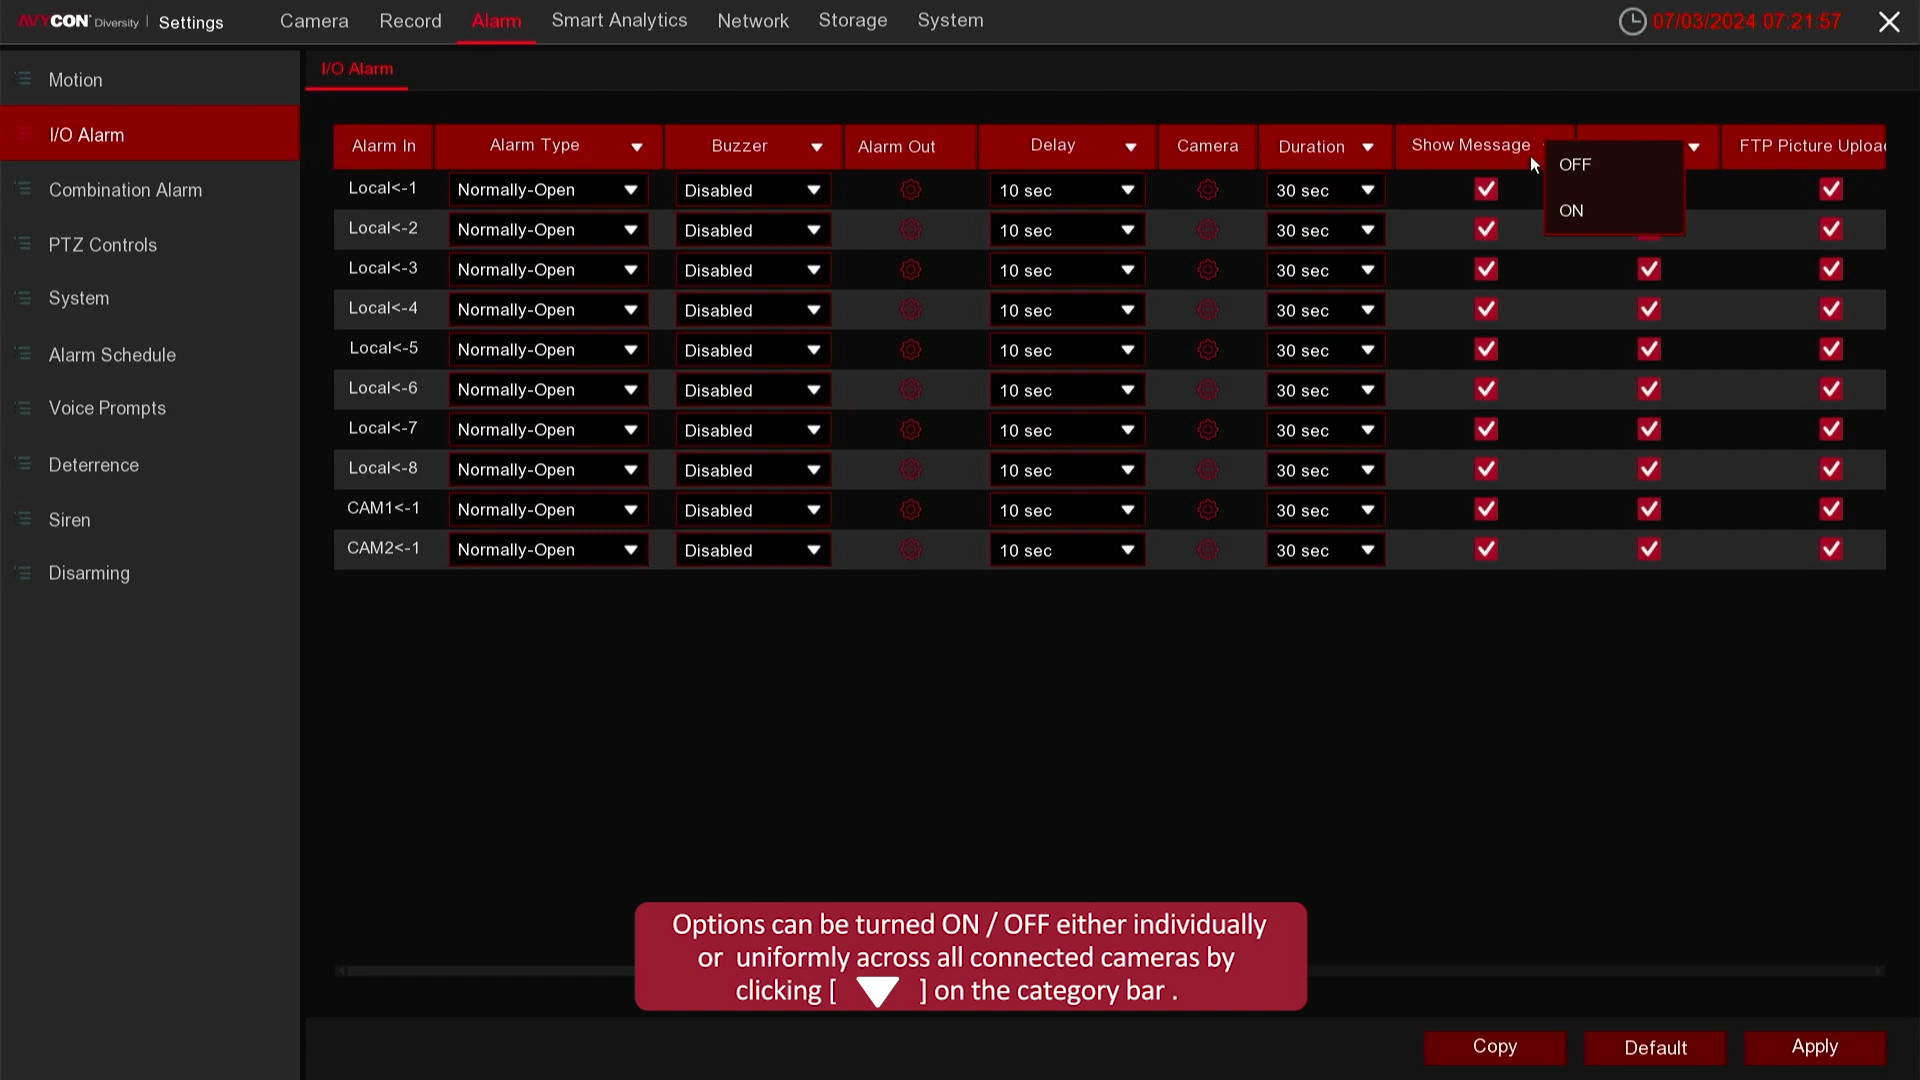 AVYCON Diversity | Settings Camera Record Alarm Smart Analytics Network Storage System 07/03/2024 07:21:57
Motion
I/O Alarm
Combination Alarm
PTZ Controls
System
Alarm Schedule
Voice Prompts
Deterrence
Siren
Disarming
I/O Alarm
Alarm In Alarm Type Buzzer Alarm Out Delay Camera Duration Show Message FTP Picture Uploa
OFF
ON
Local<-1 Normally-Open Disabled 10 sec 30 sec
Local<-2 Normally-Open Disabled 10 sec 30 sec
Local<-3 Normally-Open Disabled 10 sec 30 sec
Local<-4 Normally-Open Disabled 10 sec 30 sec
Local<-5 Normally-Open Disabled 10 sec 30 sec
Local<-6 Normally-Open Disabled 10 sec 30 sec
Local<-7 Normally-Open Disabled 10 sec 30 sec
Local<-8 Normally-Open Disabled 10 sec 30 sec
CAM1<-1 Normally-Open Disabled 10 sec 30 sec
CAM2<-1 Normally-Open Disabled 10 sec 30 sec
Options can be turned ON / OFF either individually
or uniformly across all connected cameras by
clicking [ ▼ ] on the category bar .
Copy Default Apply